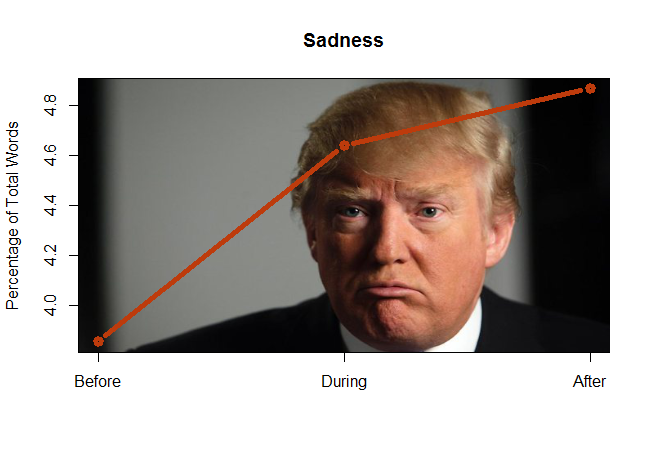 Sadness
Percentage of Total Words
4.8
4.6
4.4
4.2
4.0
Before During After